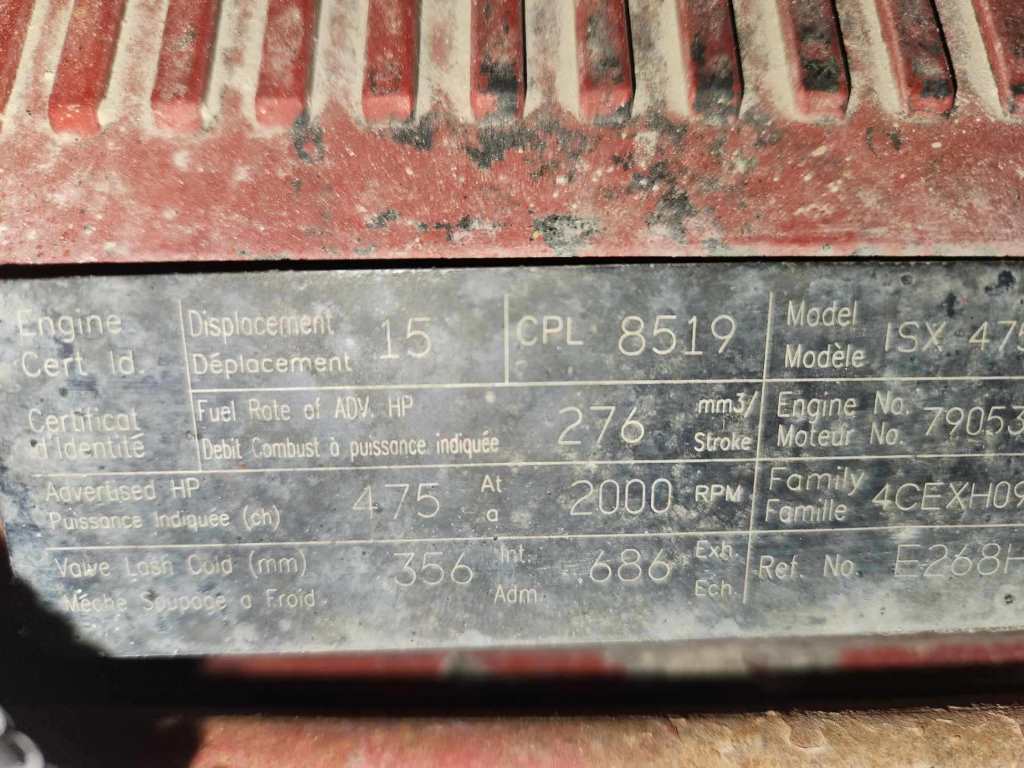 Engine Cert Id.
Displacement 15
Déplacement
CPL 8519
Model ISX 475
Modèle
Certificat d'Identité
Fuel Rate of ADV. HP 276 mm3/
Debit Combust à puissance indiquée Stroke
Engine No. 79053
Moteur No.
Advertised HP 475 At 2000 RPM
Puissance Indiquée (ch) a
Family 4CEXH09
Famille
Valve Lash Cold (mm) 356 Int. 686 Exh.
Mèche Soupage a Froid. Adm. Ech.
Ref. No. E268H